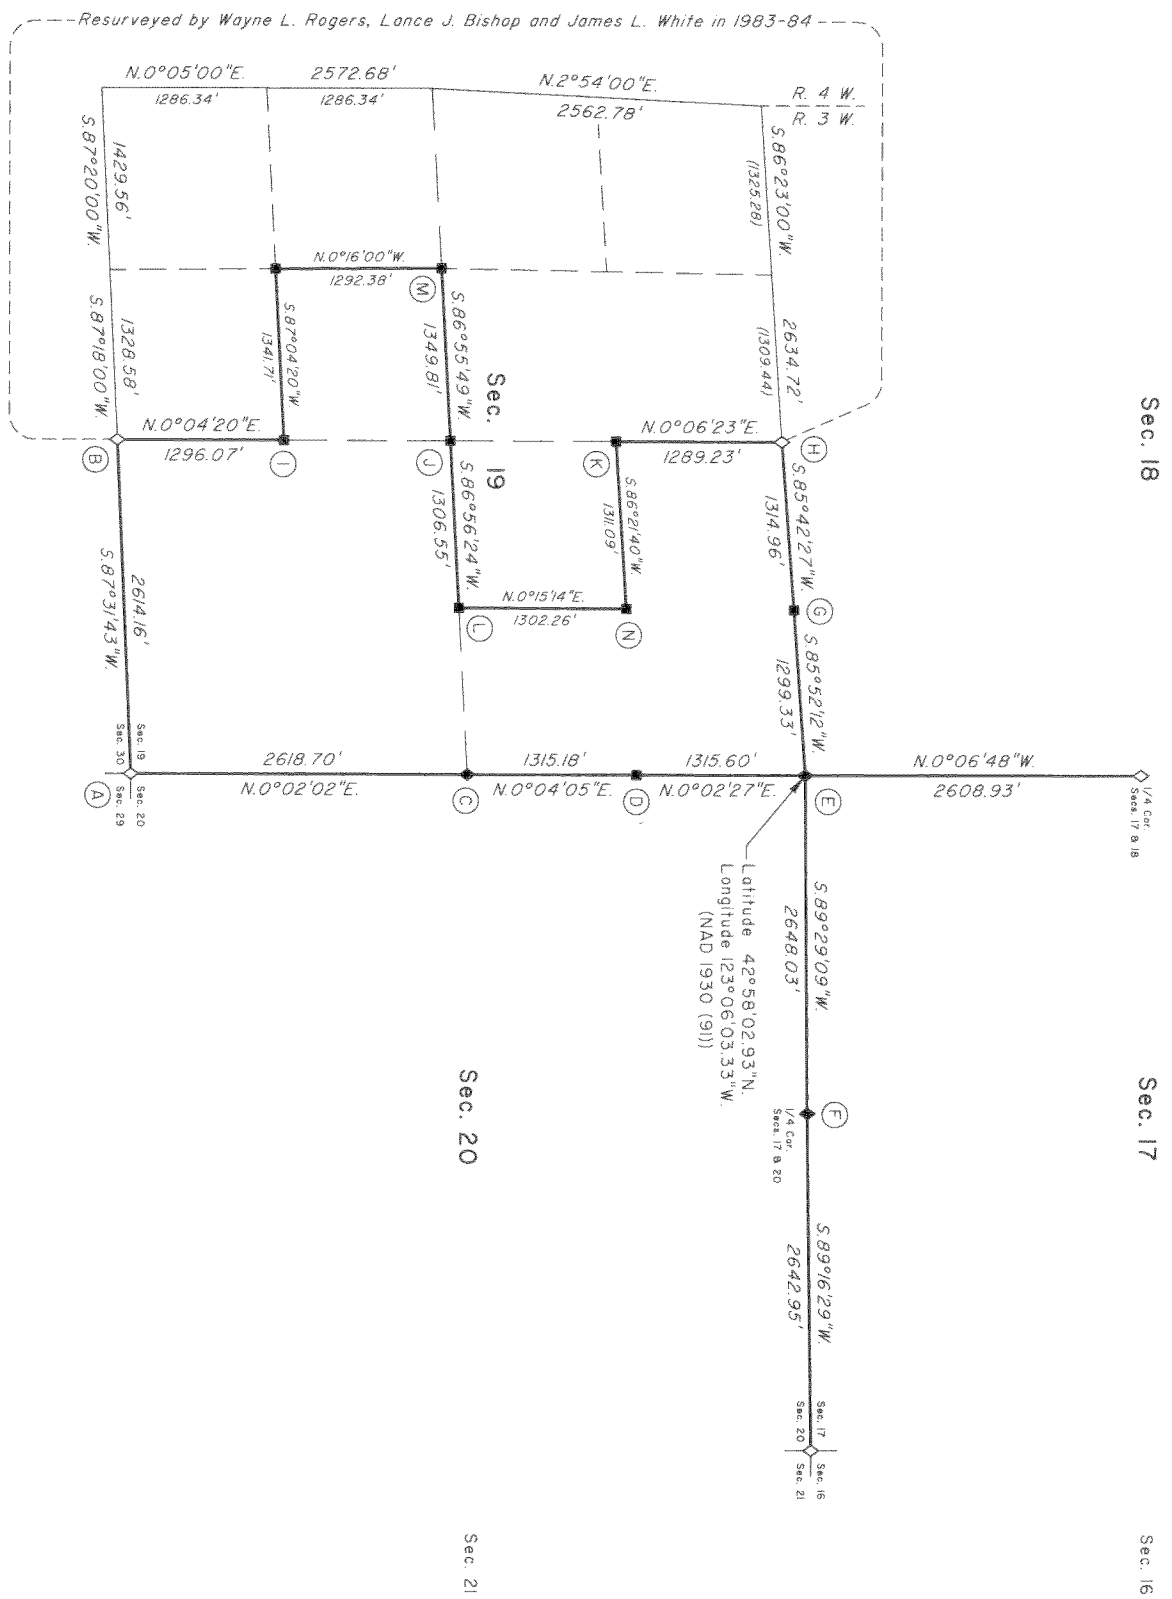 Resurveyed by Wayne L. Rogers, Lance J. Bishop and James L. White in 1983-84
N.0°05'00"E.
1286.34'
2572.68'
1286.34'
N.2°54'00"E.
2562.78'
R. 4 W.
R. 3 W.
S.86°23'00"W.
(1325.28)
2634.72'
(1309.44)
S.87°20'00"W.
1429.56'
S.87°18'00"W.
1328.58'
N.0°16'00"W.
1292.38'
M
S.87°04'20"W.
1341.71'
S.86°55'49"W.
1349.81'
Sec. 19
N.0°04'20"E.
1296.07'
B
I
J
K
N.0°06'23"E.
1289.23'
H
Sec. 18
S.86°56'24"W.
1306.55'
S.86°21'40"W.
1311.09'
S.85°42'27"W.
1314.96'
G
N.0°15'14"E.
1302.26'
L
N
S.87°31'43"W.
2614.16'
S.85°52'12"W.
1299.33'
Sec. 19
Sec. 30
Sec. 20
Sec. 29
A
2618.70'
N.0°02'02"E.
C
1315.18'
N.0°04'05"E.
D
1315.60'
N.0°02'27"E.
E
N.0°06'48"W.
2608.93'
1/4 Cor.
Secs. 17 & 18
Latitude 42°58'02.93"N.
Longitude 123°06'03.33"W.
(NAD 1930 (91))
S.89°29'09"W.
2648.03'
F
1/4 Cor.
Secs. 17 & 20
Sec. 17
Sec. 20
S.89°16'29"W.
2642.95'
Sec. 17
Sec. 20
Sec. 16
Sec. 21
Sec. 16
Sec. 21